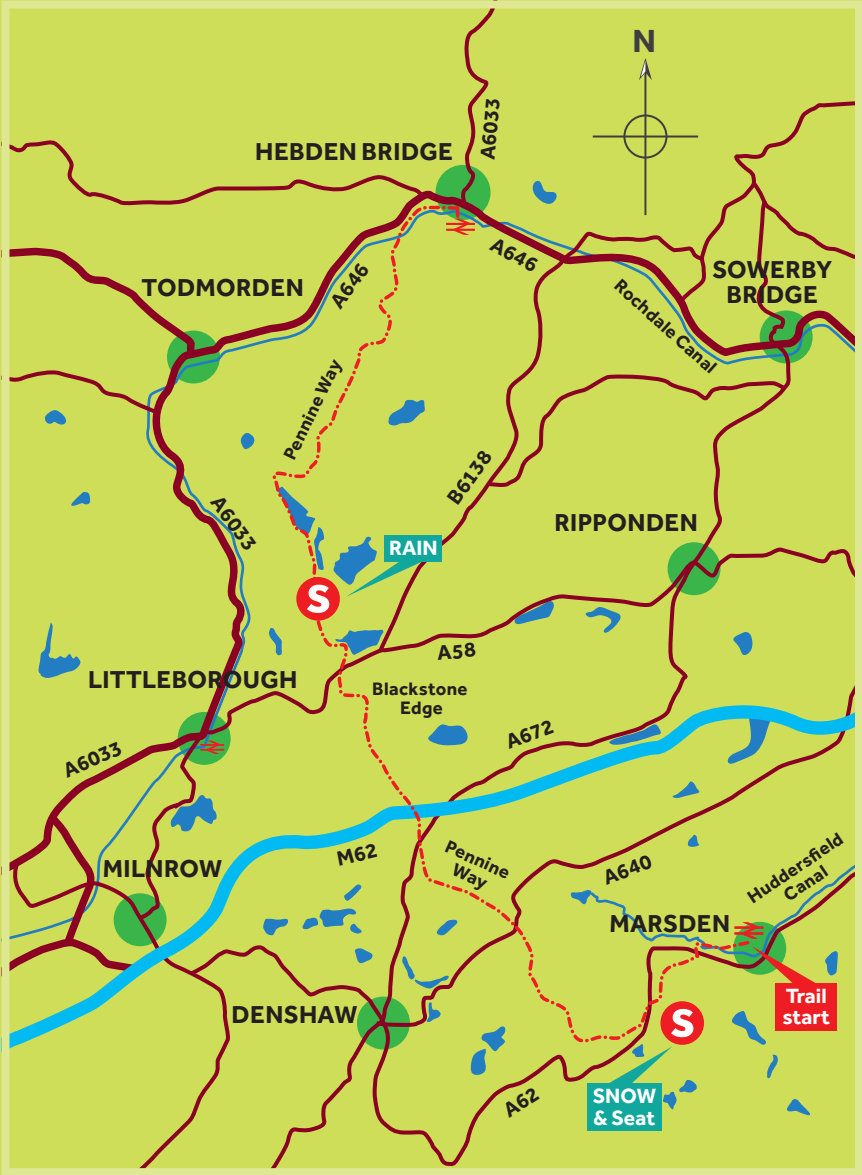 N
A6033
HEBDEN BRIDGE
A646
SOWERBY
BRIDGE
TODMORDEN
A646
Rochdale Canal
Pennine Way
B6138
A6033
RIPPONDEN
RAIN
S
A58
LITTLEBOROUGH
Blackstone
Edge
A672
A6033
M62
Pennine
Way
A640
Huddersfield
Canal
MILNROW
MARSDEN
Trail
start
DENSHAW
S
SNOW
& Seat
A62